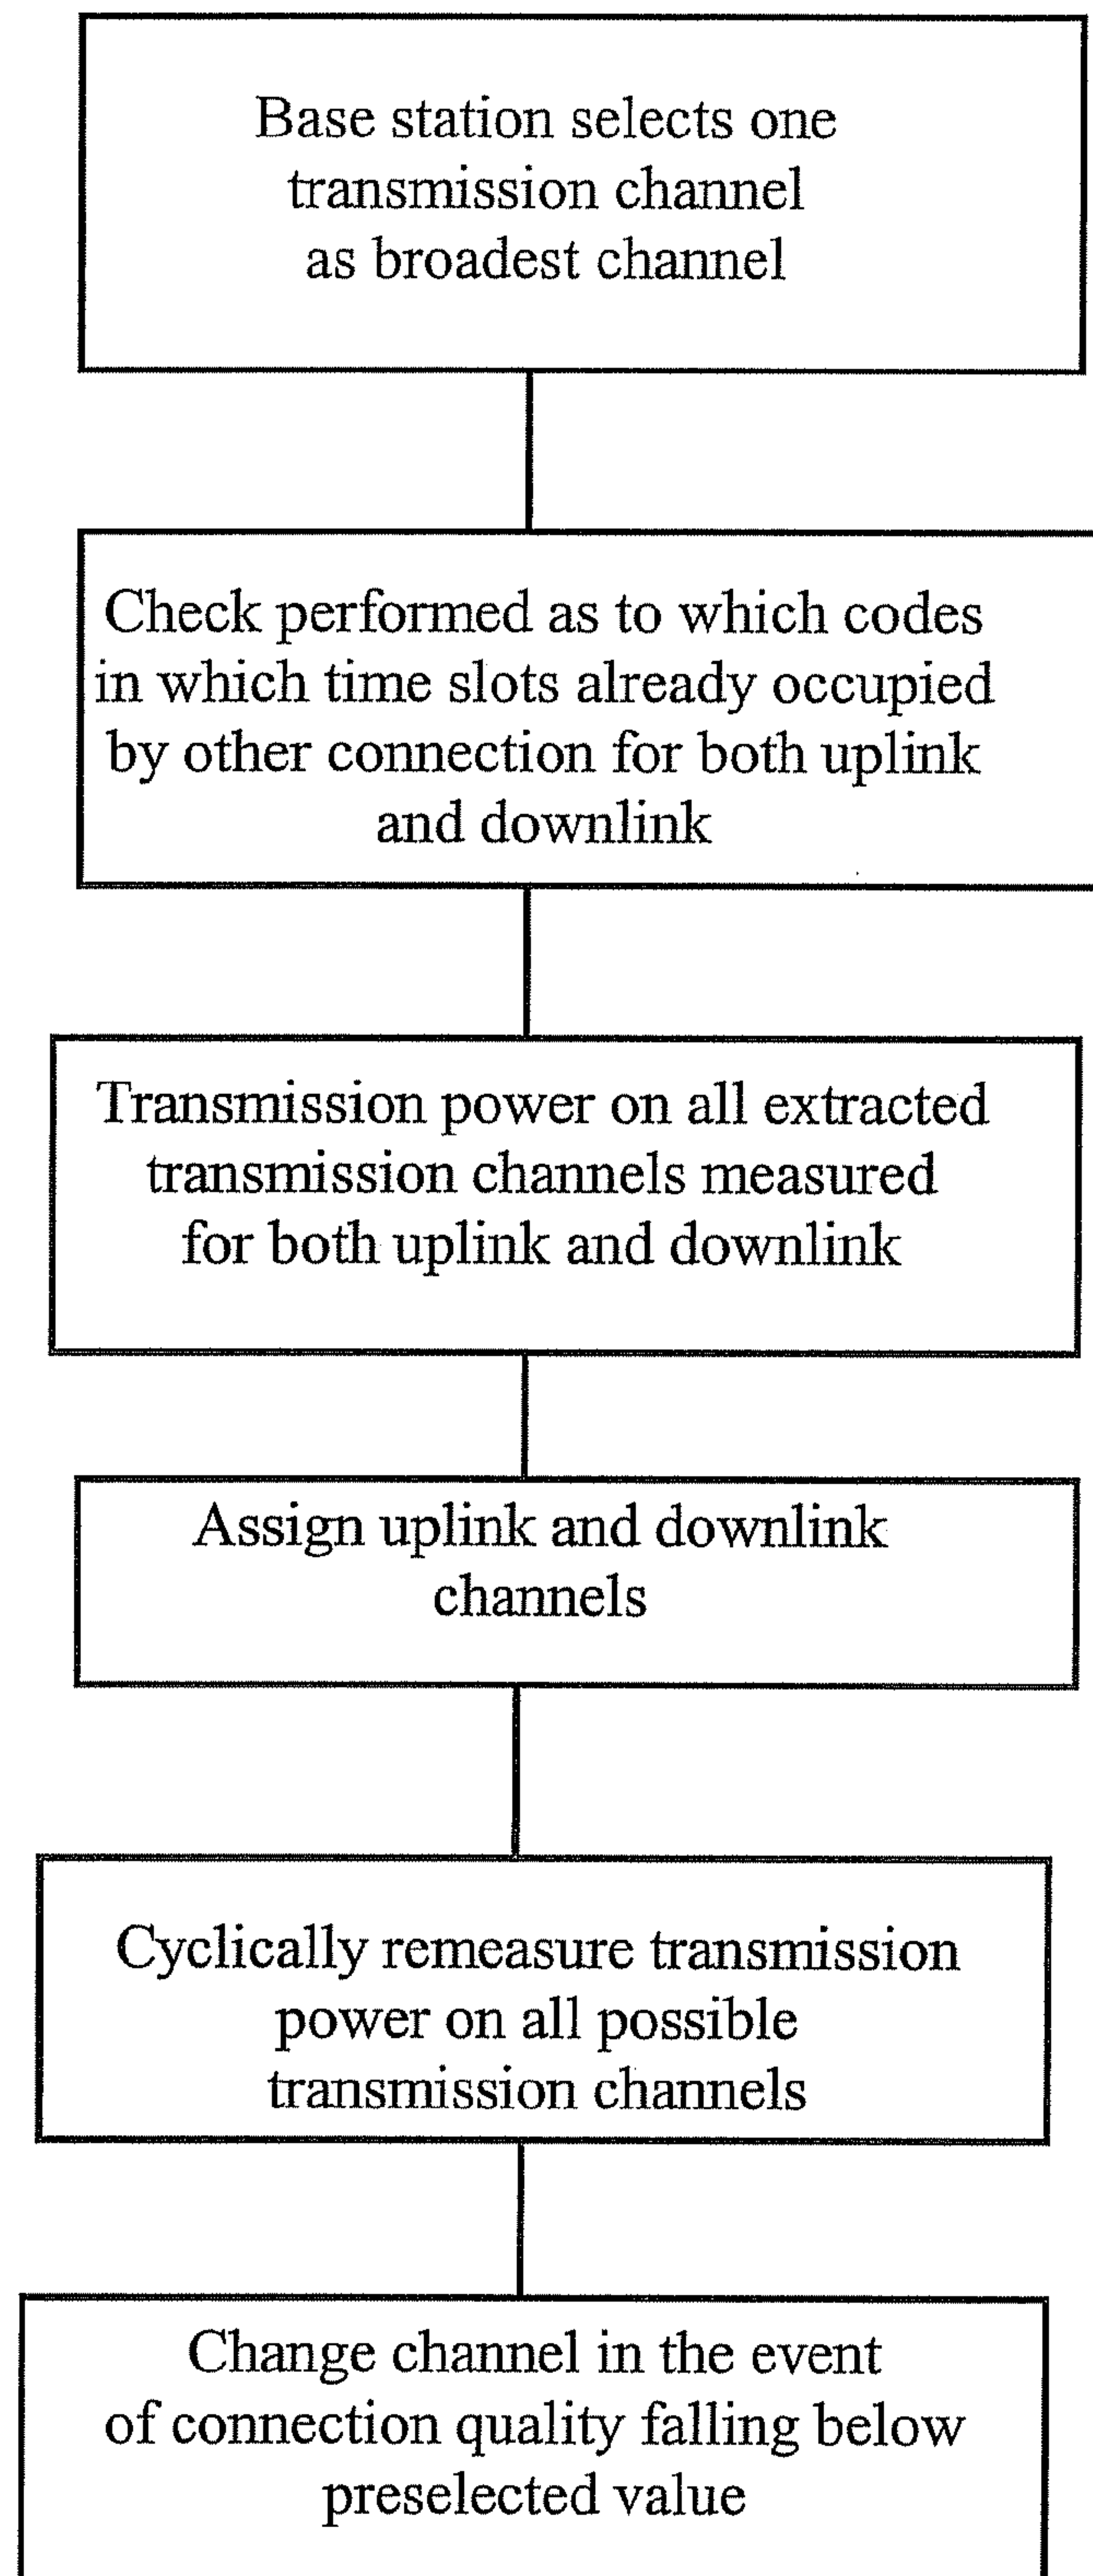 Base station selects one
transmission channel
as broadest channel
Check performed as to which codes
in which time slots already occupied
by other connection for both uplink
and downlink
Transmission power on all extracted
transmission channels measured
for both uplink and downlink
Assign uplink and downlink
channels
Cyclically remeasure transmission
power on all possible
transmission channels
Change channel in the event
of connection quality falling below
preselected value